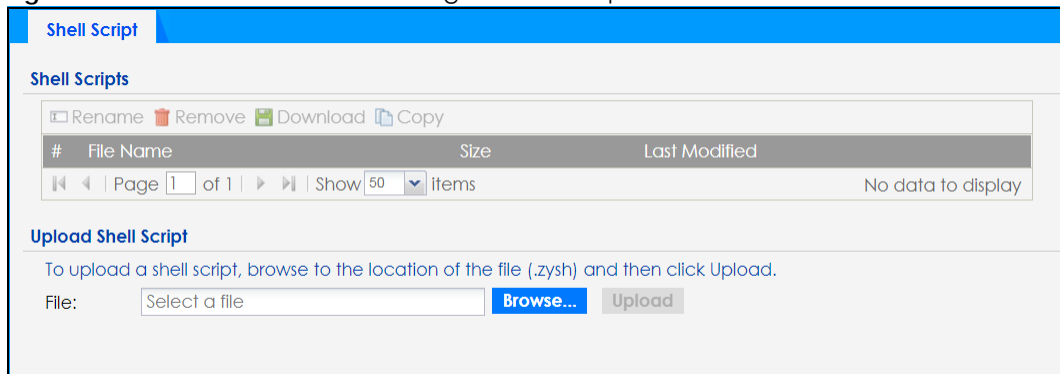 Shell Script
Shell Scripts
Rename Remove Download Copy
# File Name Size Last Modified
Page 1 of 1 Show 50 items No data to display
Upload Shell Script
To upload a shell script, browse to the location of the file (.zysh) and then click Upload.
File: Select a file Browse... Upload